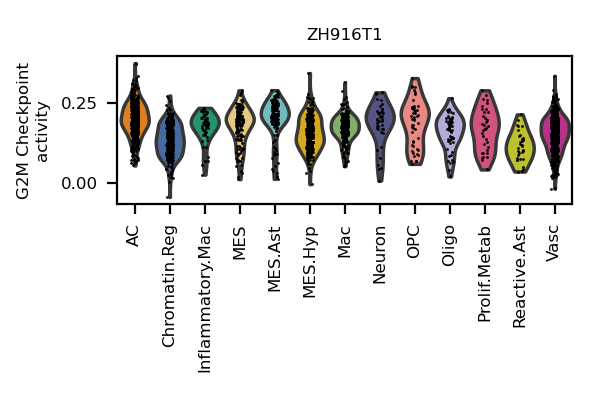 ZH916T1
G2M Checkpoint
activity
0.25
0.00
AC
Chromatin.Reg
Inflammatory.Mac
MES
MES.Ast
MES.Hyp
Mac
Neuron
OPC
Oligo
Prolif.Metab
Reactive.Ast
Vasc